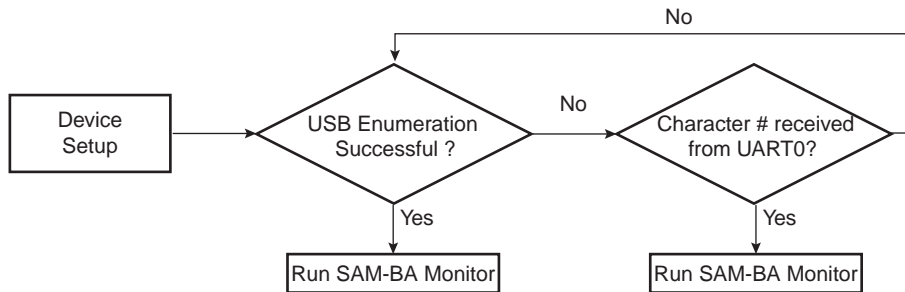 No
Device
Setup
USB Enumeration
Successful ?
No
Character # received
from UART0?
Yes
Yes
Run SAM-BA Monitor
Run SAM-BA Monitor